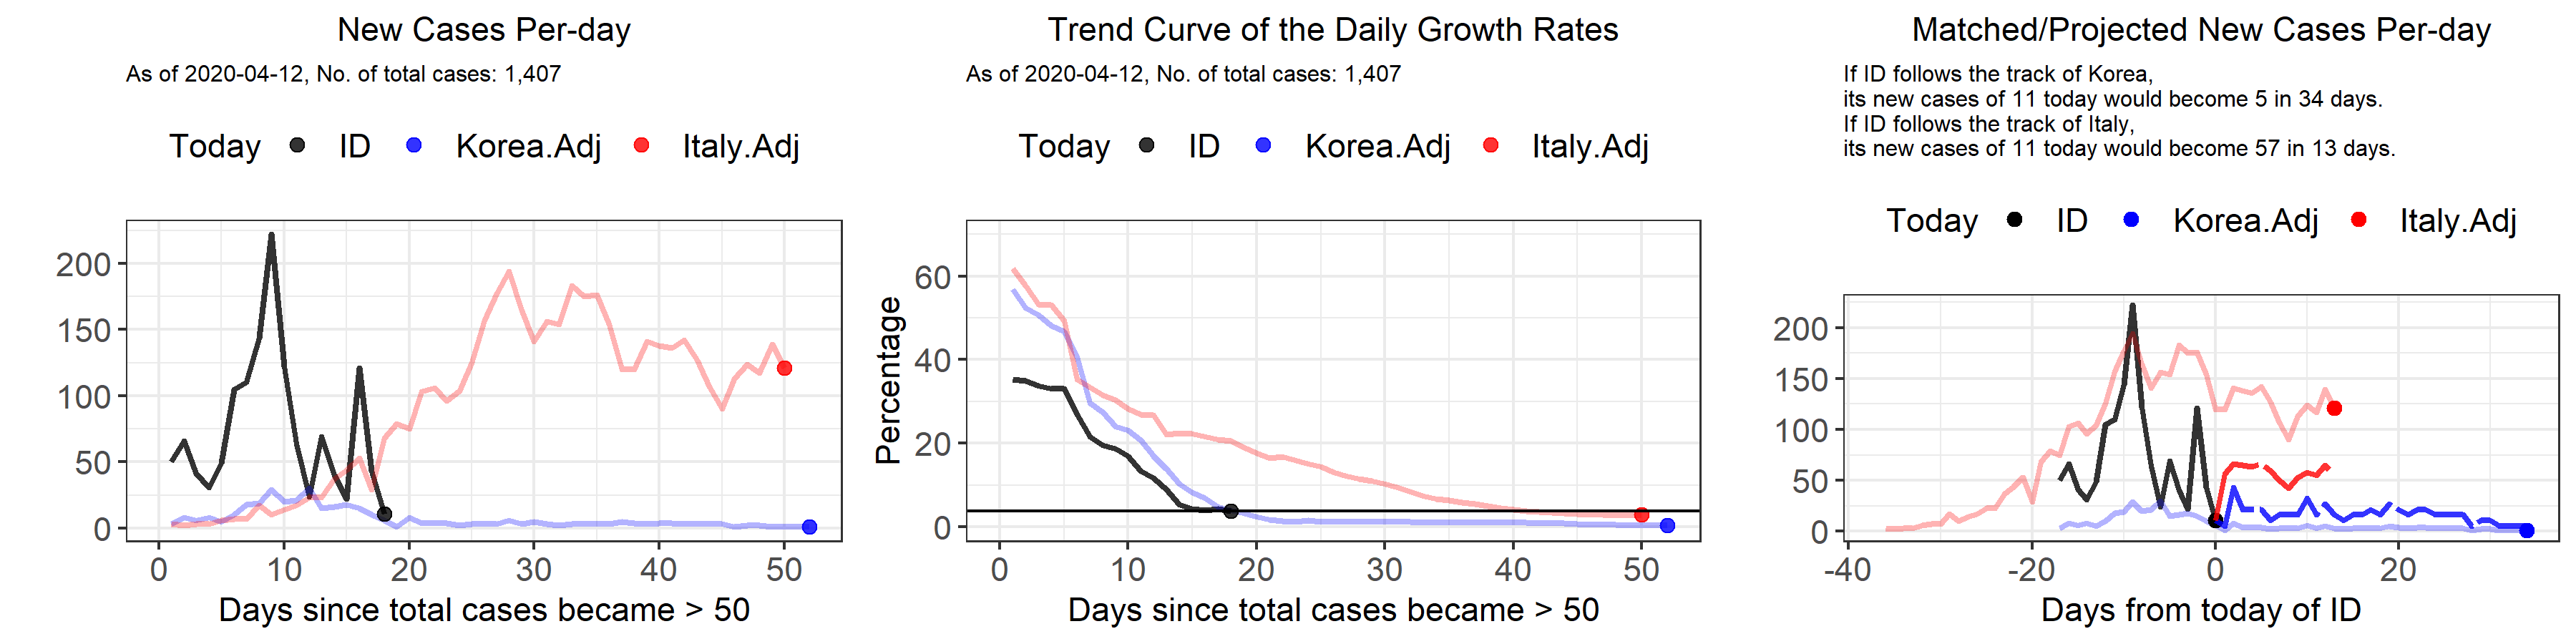 New Cases Per-day
As of 2020-04-12, No. of total cases: 1,407
Today ID Korea.Adj Italy.Adj
200
150
100
50
0
0 10 20 30 40 50
Days since total cases became > 50
Trend Curve of the Daily Growth Rates
As of 2020-04-12, No. of total cases: 1,407
Today ID Korea.Adj Italy.Adj
Percentage
60
40
20
0
0 10 20 30 40 50
Days since total cases became > 50
Matched/Projected New Cases Per-day
If ID follows the track of Korea,
its new cases of 11 today would become 5 in 34 days.
If ID follows the track of Italy,
its new cases of 11 today would become 57 in 13 days.
Today ID Korea.Adj Italy.Adj
200
150
100
50
0
-40 -20 0 20
Days from today of ID